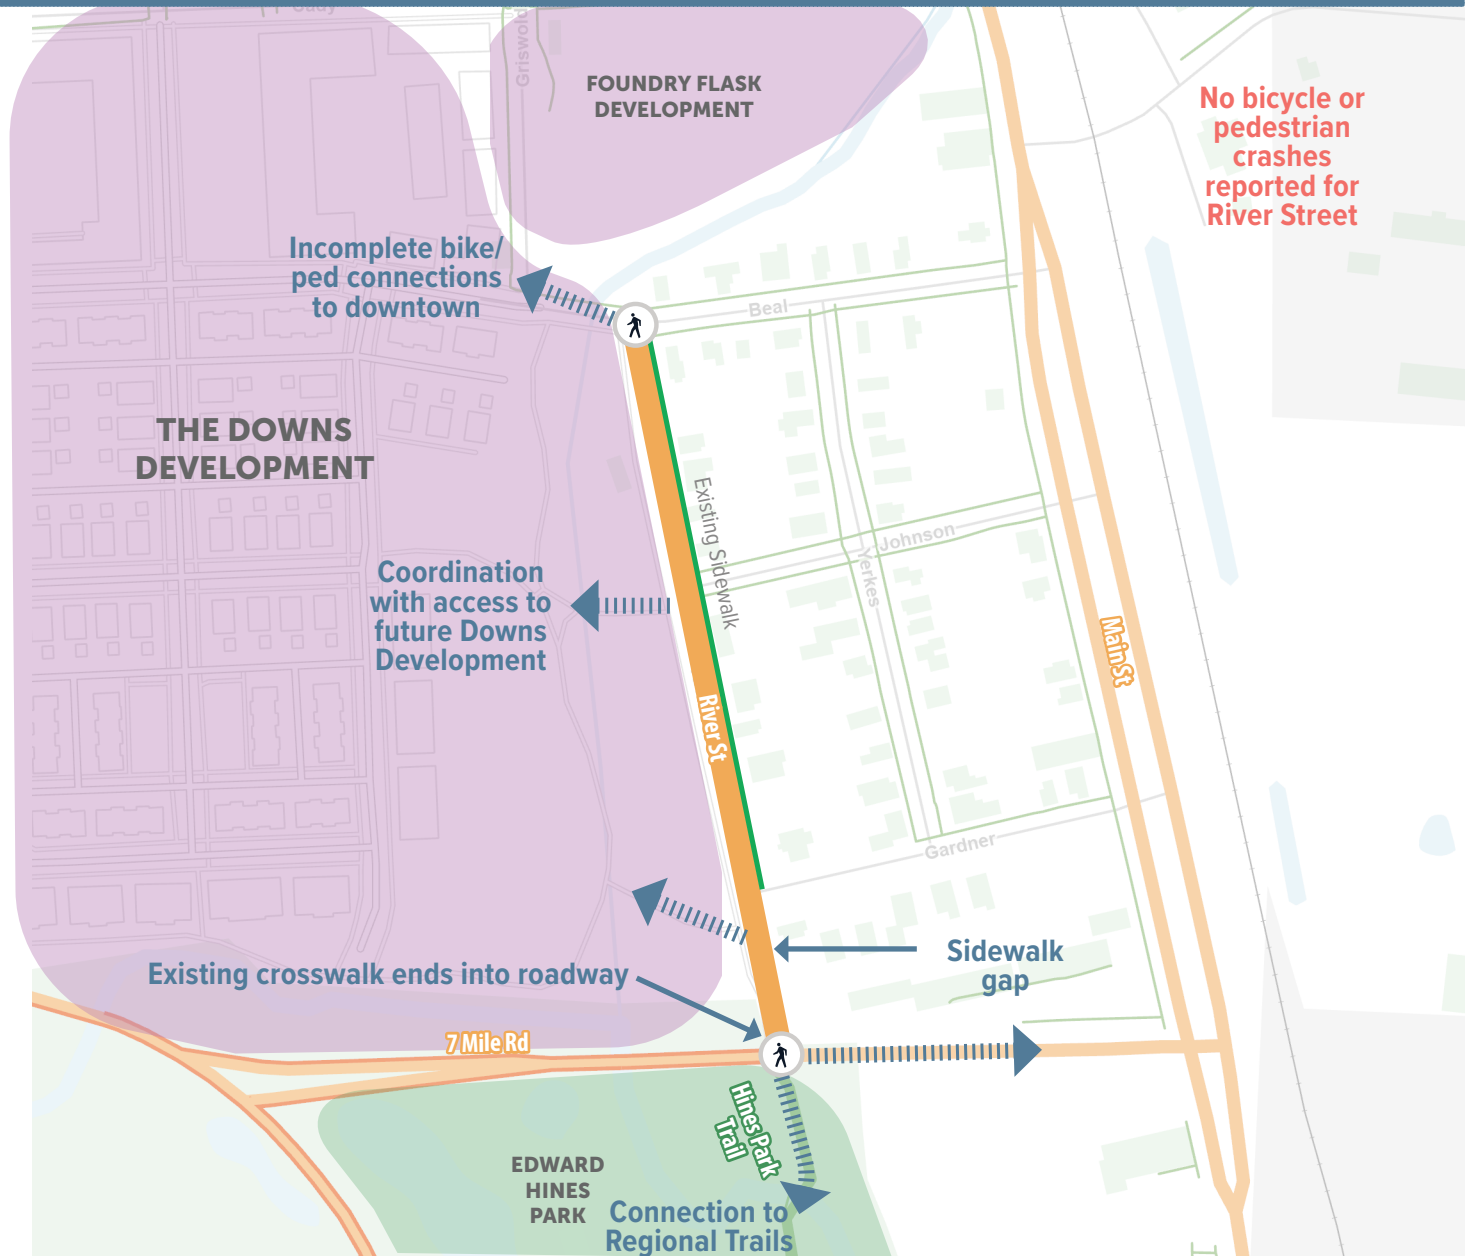 Cady
Griswold
FOUNDRY FLASK
DEVELOPMENT
No bicycle or
pedestrian
crashes
reported for
River Street
Incomplete bike/
ped connections
to downtown
Beal
THE DOWNS
DEVELOPMENT
Existing Sidewalk
Johnson
Yerkes
Coordination
with access to
future Downs
Development
Main St
River St
Gardner
Sidewalk
gap
Existing crosswalk ends into roadway
7 Mile Rd
Hines Park
Trail
EDWARD
HINES
PARK
Connection to
Regional Trails